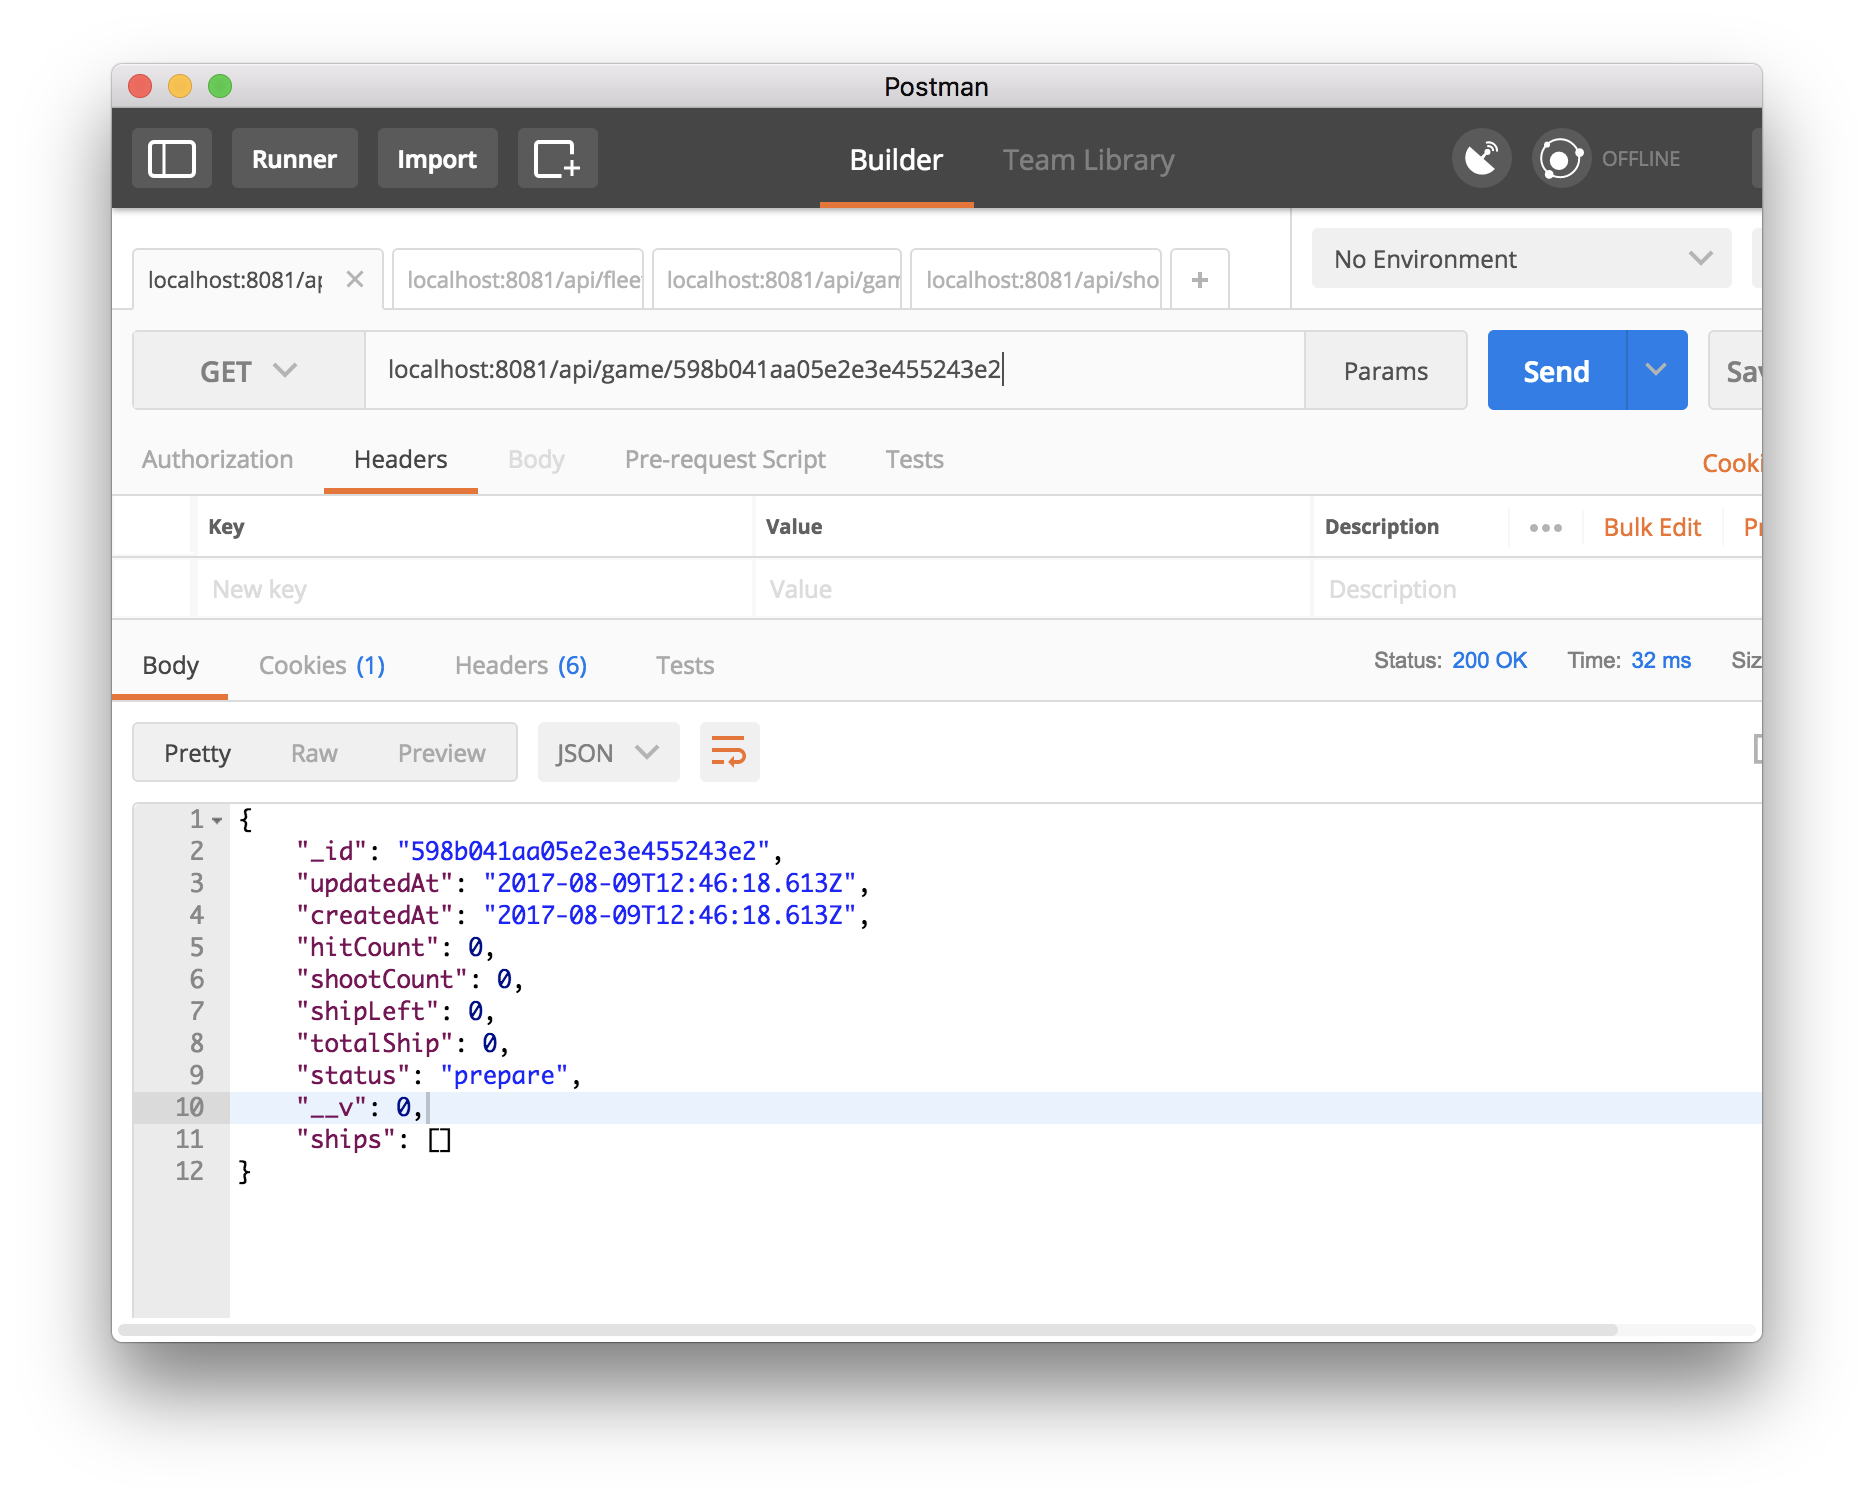 Postman
Runner Import Builder Team Library OFFLINE
localhost:8081/ap localhost:8081/api/flee localhost:8081/api/gam localhost:8081/api/sho + No Environment
GET localhost:8081/api/game/598b041aa05e2e3e455243e2 Params Send Sav
Authorization Headers Body Pre-request Script Tests Cooki
Key Value Description ••• Bulk Edit Pr
New key Value Description
Body Cookies (1) Headers (6) Tests Status: 200 OK Time: 32 ms Siz
Pretty Raw Preview JSON
1 {
2 "_id": "598b041aa05e2e3e455243e2",
3 "updatedAt": "2017-08-09T12:46:18.613Z",
4 "createdAt": "2017-08-09T12:46:18.613Z",
5 "hitCount": 0,
6 "shootCount": 0,
7 "shipLeft": 0,
8 "totalShip": 0,
9 "status": "prepare",
10 "__v": 0,
11 "ships": []
12 }